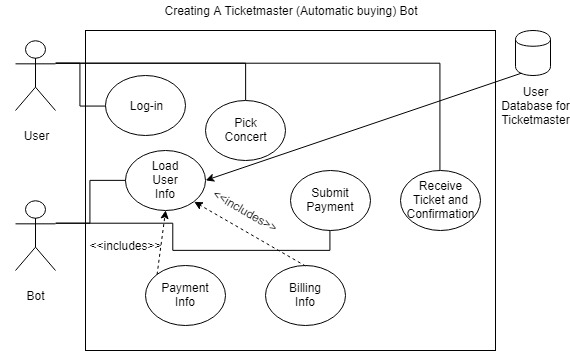 Creating A Ticketmaster (Automatic buying) Bot
User
Log-in
Pick
Concert
User
Database for
Ticketmaster
Load
User
Info
<<includes>>
Submit
Payment
Receive
Ticket and
Confirmation
Bot
<<includes>>
Payment
Info
Billing
Info